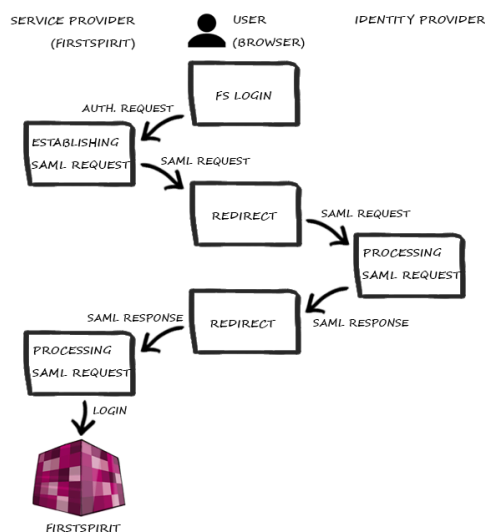 SERVICE PROVIDER
(FIRSTSPIRIT)
USER
(BROWSER)
IDENTITY PROVIDER
FS LOGIN
AUTH. REQUEST
ESTABLISHING
SAML REQUEST
SAML REQUEST
REDIRECT
SAML REQUEST
PROCESSING
SAML REQUEST
REDIRECT
SAML RESPONSE
SAML RESPONSE
PROCESSING
SAML REQUEST
LOGIN
FIRSTSPIRIT